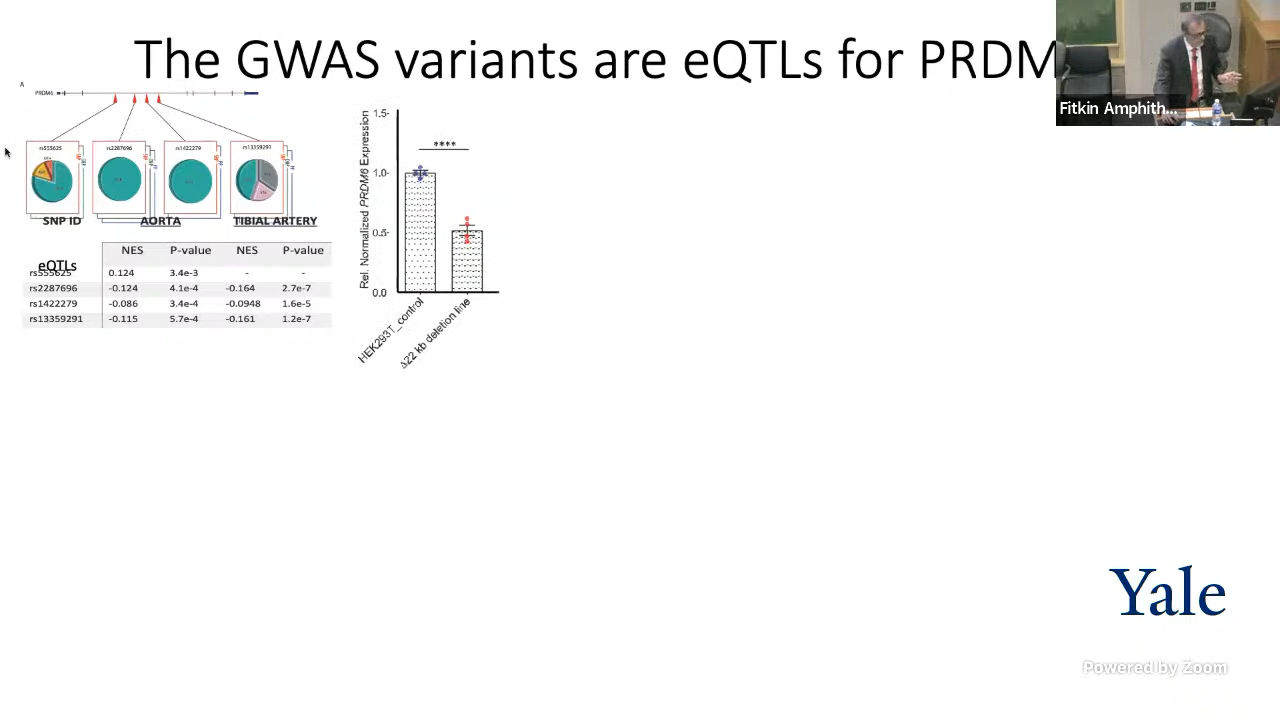 The GWAS variants are eQTLs for PRDM
Fitkin Amphith...
A
PRDM6
rs555625
rs2287696
rs1422279
rs13359291
SNP ID
AORTA
TIBIAL ARTERY
NES P-value NES P-value
eQTLs
rs555625 0.124 3.4e-3 - -
rs2287696 -0.124 4.1e-4 -0.164 2.7e-7
rs1422279 -0.086 3.4e-4 -0.0948 1.6e-5
rs13359291 -0.115 5.7e-4 -0.161 1.2e-7
Rel. Normalized PRDM6 Expression
1.5
1.0
0.5
0.0
****
HEK293T_control
Δ22 kb deletion line
Yale
Powered by Zoom